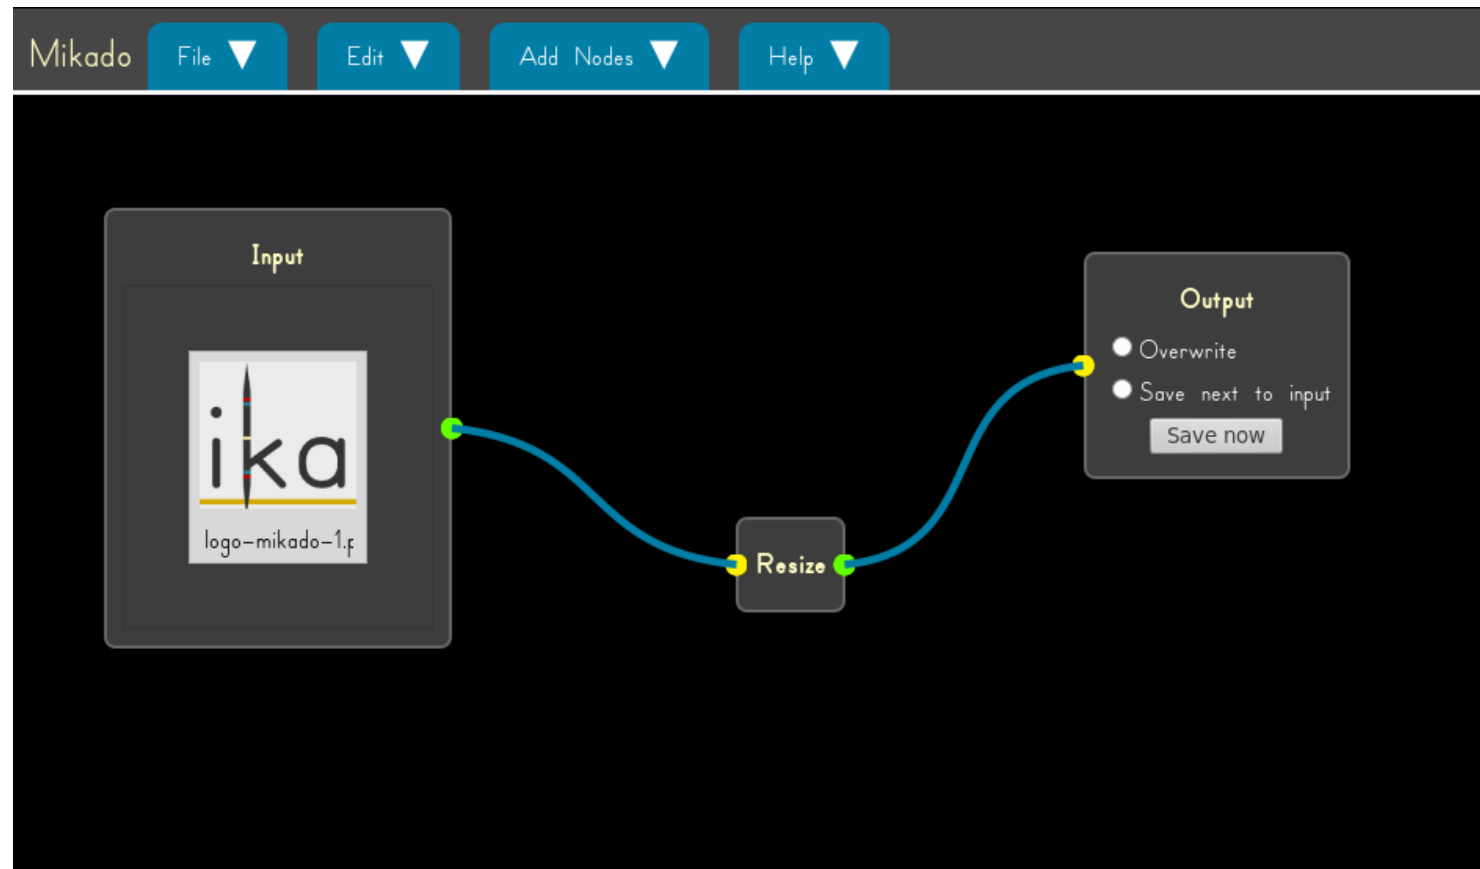 Mikado File Edit Add Nodes Help
Input
ika
logo-mikado-1.p
Resize
Output
Overwrite
Save next to input
Save now